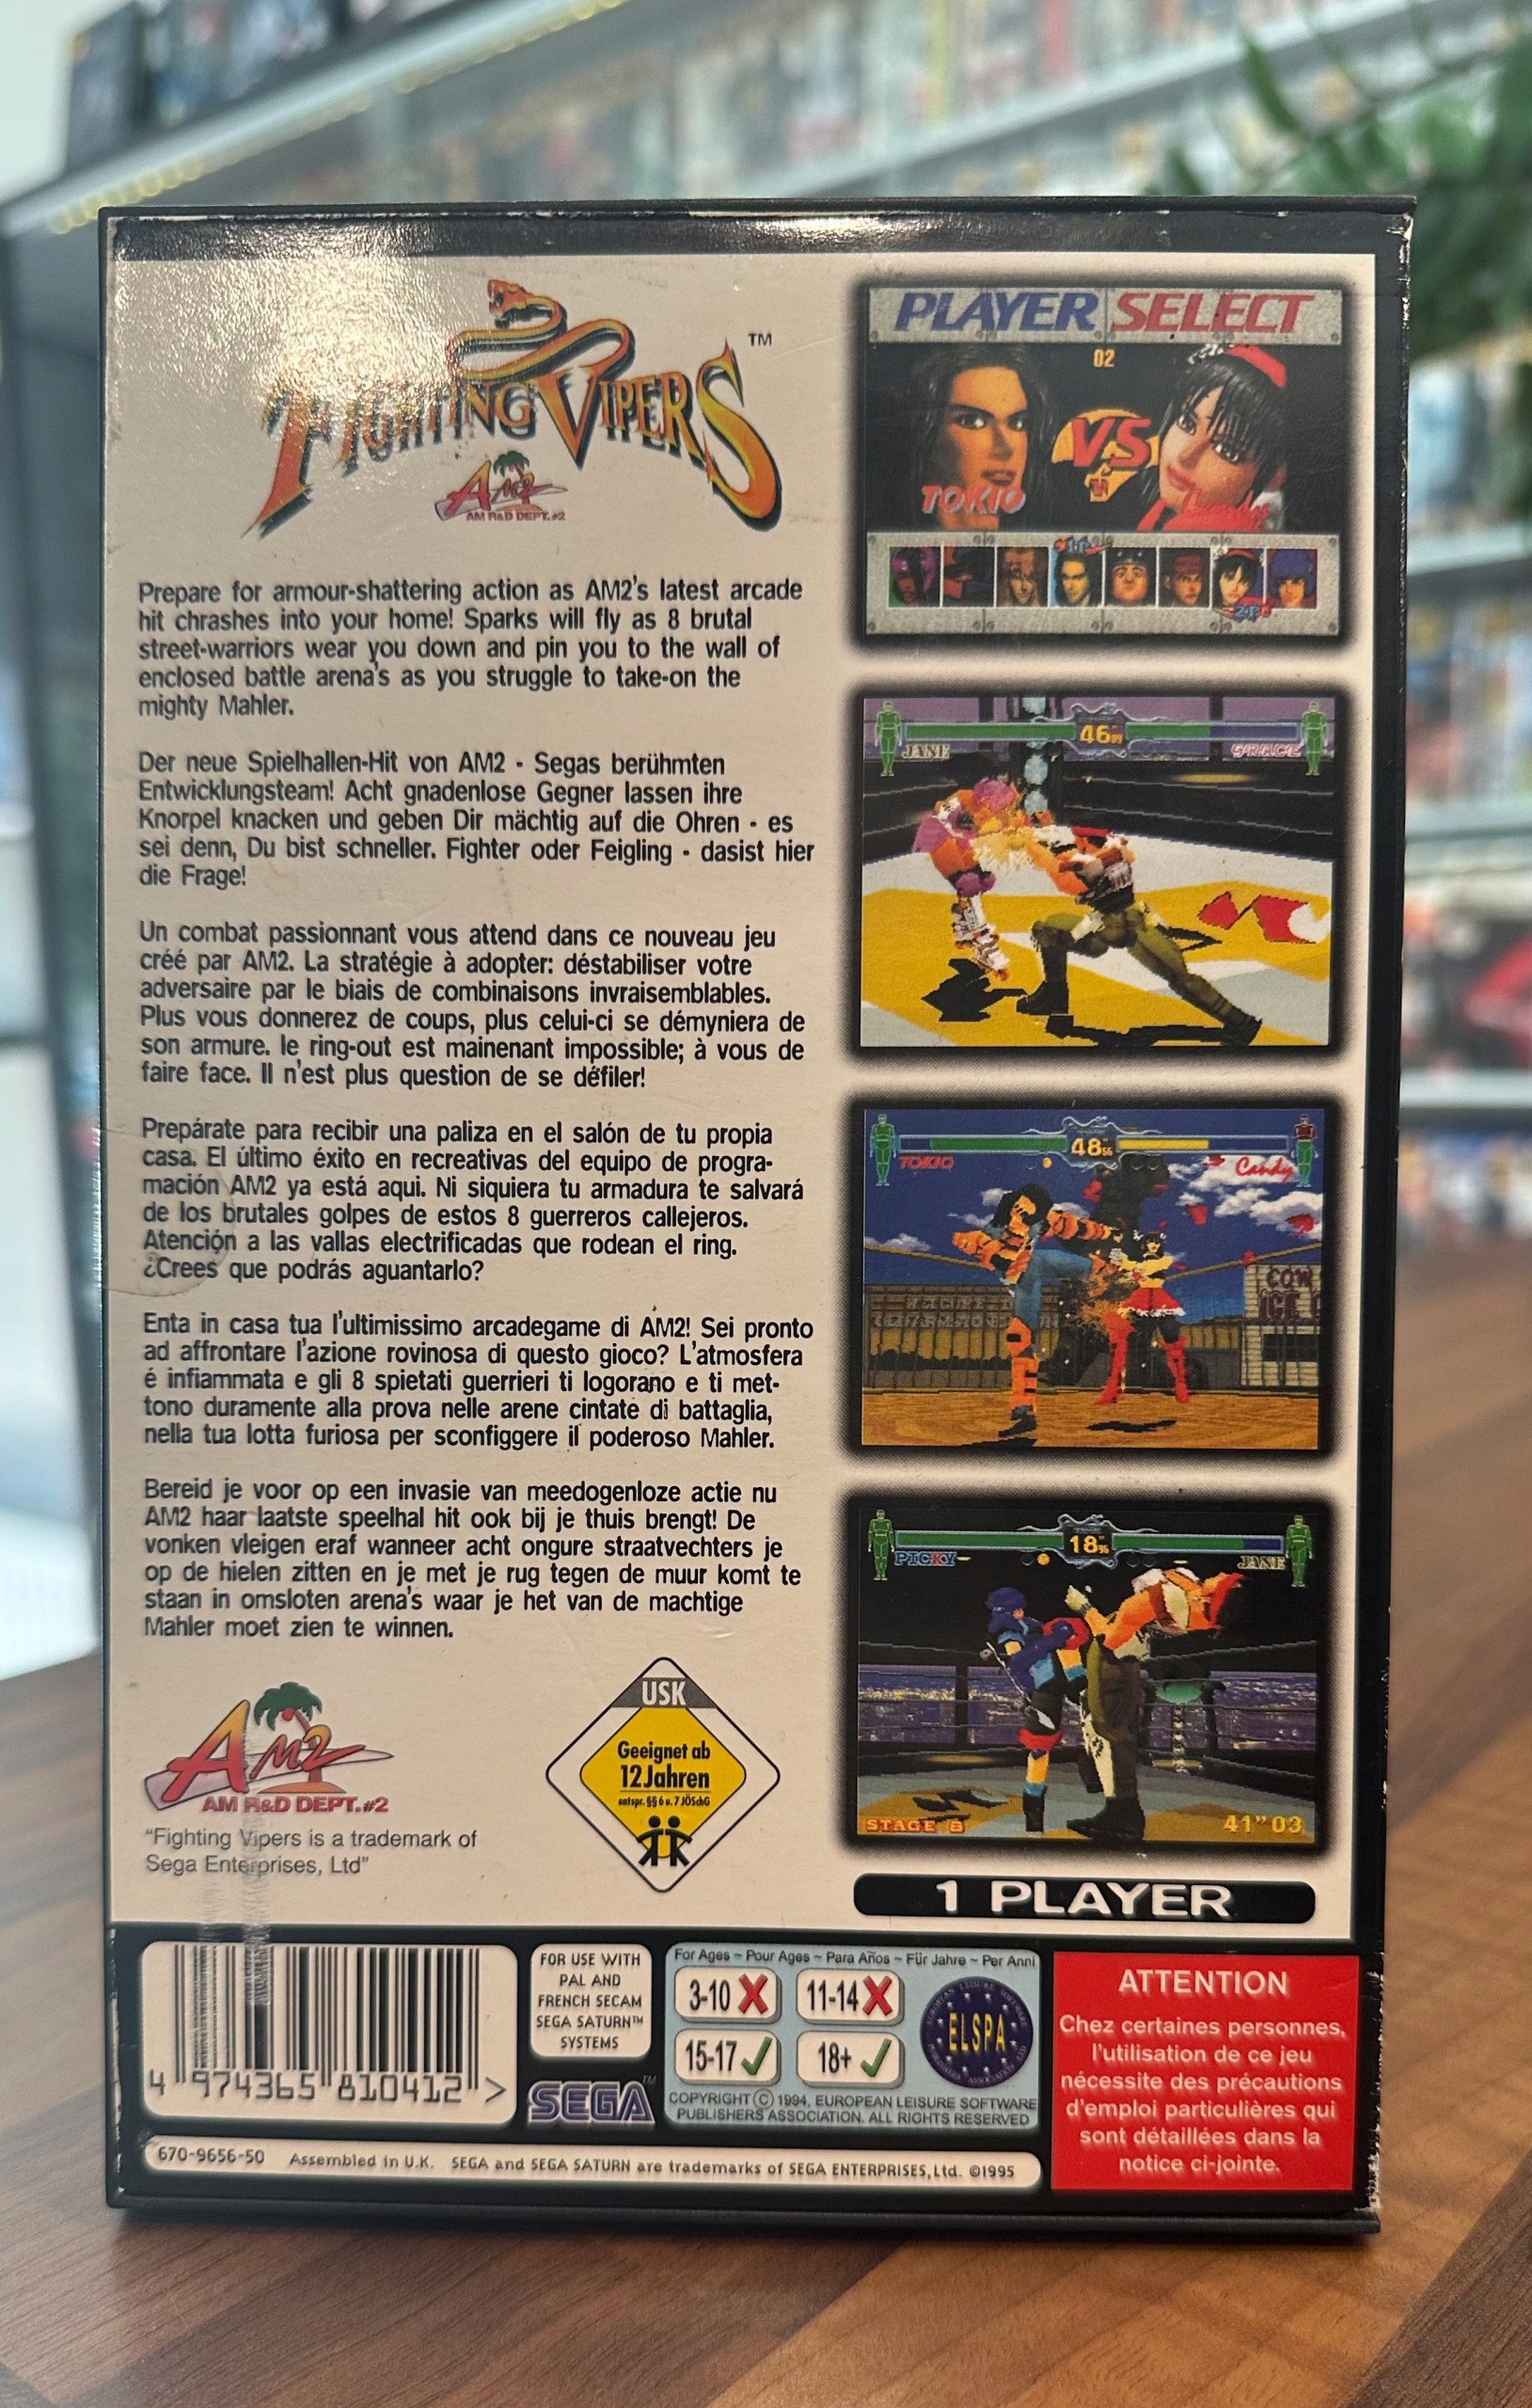 FIGHTING VIPERS™
AM2
AM R&D DEPT.#2
Prepare for armour-shattering action as AM2's latest arcade
hit chrashes into your home! Sparks will fly as 8 brutal
street-warriors wear you down and pin you to the wall of
enclosed battle arena's as you struggle to take-on the
mighty Mahler.
Der neue Spielhallen-Hit von AM2 - Segas berühmten
Entwicklungsteam! Acht gnadenlose Gegner lassen ihre
Knorpel knacken und geben Dir mächtig auf die Ohren - es
sei denn, Du bist schneller. Fighter oder Feigling - dasist hier
die Frage!
Un combat passionnant vous attend dans ce nouveau jeu
créé par AM2. La stratégie à adopter: déstabiliser votre
adversaire par le biais de combinaisons invraisemblables.
Plus vous donnerez de coups, plus celui-ci se démyniera de
son armure. le ring-out est mainenant impossible; à vous de
faire face. Il n'est plus question de se défiler!
Prepárate para recibir una paliza en el salón de tu propia
casa. El último éxito en recreativas del equipo de progra-
mación AM2 ya está aqui. Ni siquiera tu armadura te salvará
de los brutales golpes de estos 8 guerreros callejeros.
Atención a las vallas electrificadas que rodean el ring.
¿Crees que podrás aguantarlo?
Enta in casa tua l'ultimissimo arcadegame di AM2! Sei pronto
ad affrontare l'azione rovinosa di questo gioco? L'atmosfera
é infiammata e gli 8 spietati guerrieri ti logorano e ti met-
tono duramente alla prova nelle arene cintate di battaglia,
nella tua lotta furiosa per sconfiggere il poderoso Mahler.
Bereid je voor op een invasie van meedogenloze actie nu
AM2 haar laatste speelhal hit ook bij je thuis brengt! De
vonken vleigen eraf wanneer acht ongure straatvechters je
op de hielen zitten en je met je rug tegen de muur komt te
staan in omsloten arena's waar je het van de machtige
Mahler moet zien te winnen.
AM2
AM R&D DEPT.#2
"Fighting Vipers is a trademark of
Sega Enterprises, Ltd"
USK
Geeignet ab
12 Jahren
entspr. §§ 6 u. 7 JÖSchG
PLAYER SELECT
02
VS
TOKIO
Candy
1P
2P
46
JANE
GRACE
48"56
TOKIO
Candy
COW
ICE C
18"95
PICKY
JANE
STAGE 8
41"03
1 PLAYER
4 974365 810412 >
FOR USE WITH
PAL AND
FRENCH SECAM
SEGA SATURN™
SYSTEMS
SEGA™
For Ages ~ Pour Ages ~ Para Años ~ Für Jahre ~ Per Anni
3-10
11-14
15-17
18+
ELSPA
COPYRIGHT © 1994, EUROPEAN LEISURE SOFTWARE
PUBLISHERS ASSOCIATION. ALL RIGHTS RESERVED
ATTENTION
Chez certaines personnes,
l'utilisation de ce jeu
nécessite des précautions
d'emploi particulières qui
sont détaillées dans la
notice ci-jointe.
670-9656-50 Assembled in U.K. SEGA and SEGA SATURN are trademarks of SEGA ENTERPRISES, Ltd. ©1995